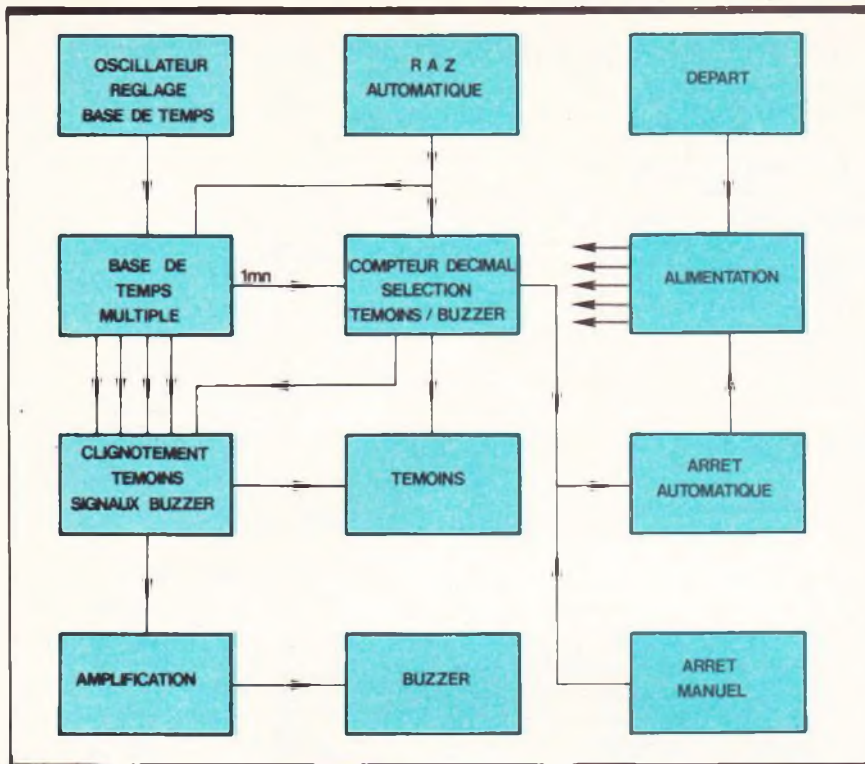 OSCILLATEUR
REGLAGE
BASE DE TEMPS
R A Z
AUTOMATIQUE
DEPART
BASE DE
TEMPS
MULTIPLE
1mn
COMPTEUR DECIMAL
SELECTION
TEMOINS / BUZZER
ALIMENTATION
CLIGNOTEMENT
TEMOINS
SIGNAUX BUZZER
TEMOINS
ARRET
AUTOMATIQUE
AMPLIFICATION
BUZZER
ARRET
MANUEL